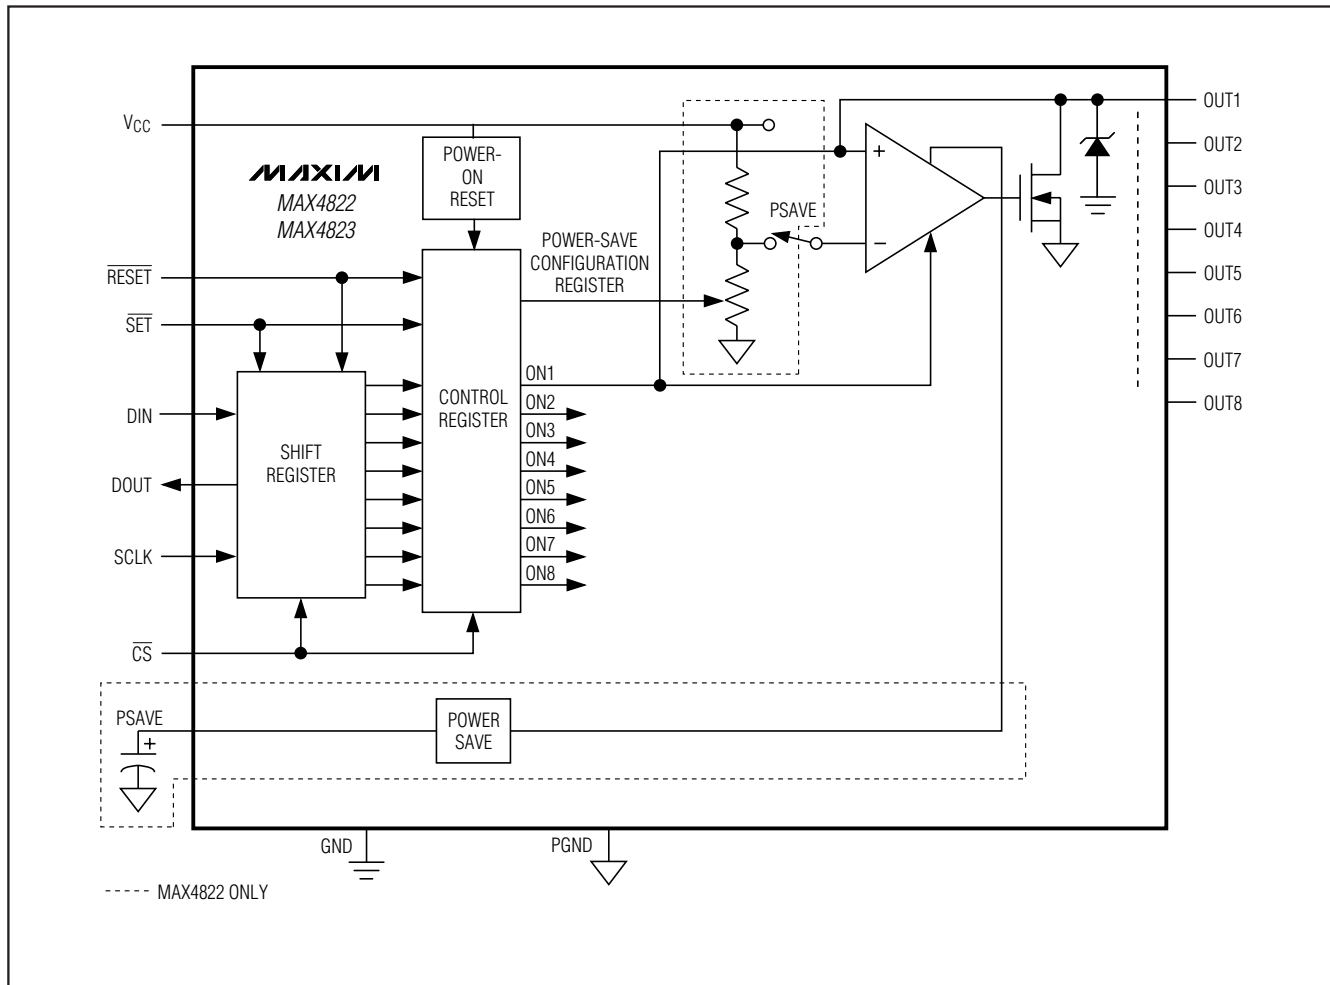 OUT1
VCC
POWER-
ON
RESET
MAXIM
MAX4822
MAX4823
+
OUT2
OUT3
PSAVE
OUT4
POWER-SAVE
CONFIGURATION
REGISTER
−
RESET
OUT5
SET
OUT6
OUT7
ON1
OUT8
CONTROL
REGISTER
ON2
DIN
ON3
SHIFT
REGISTER
ON4
DOUT
ON5
ON6
SCLK
ON7
ON8
CS
PSAVE
+
POWER
SAVE
GND
PGND
MAX4822 ONLY